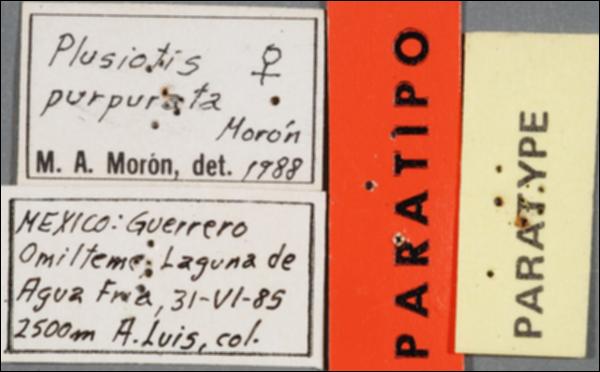 Plusiotis ♀
purpurata
Morón
M. A. Morón, det. 1988
MEXICO: Guerrero
Omilteme, Laguna de
Agua Fria, 31-VI-85
2500m A. Luis, col.
PARATIPO
PARATYPE